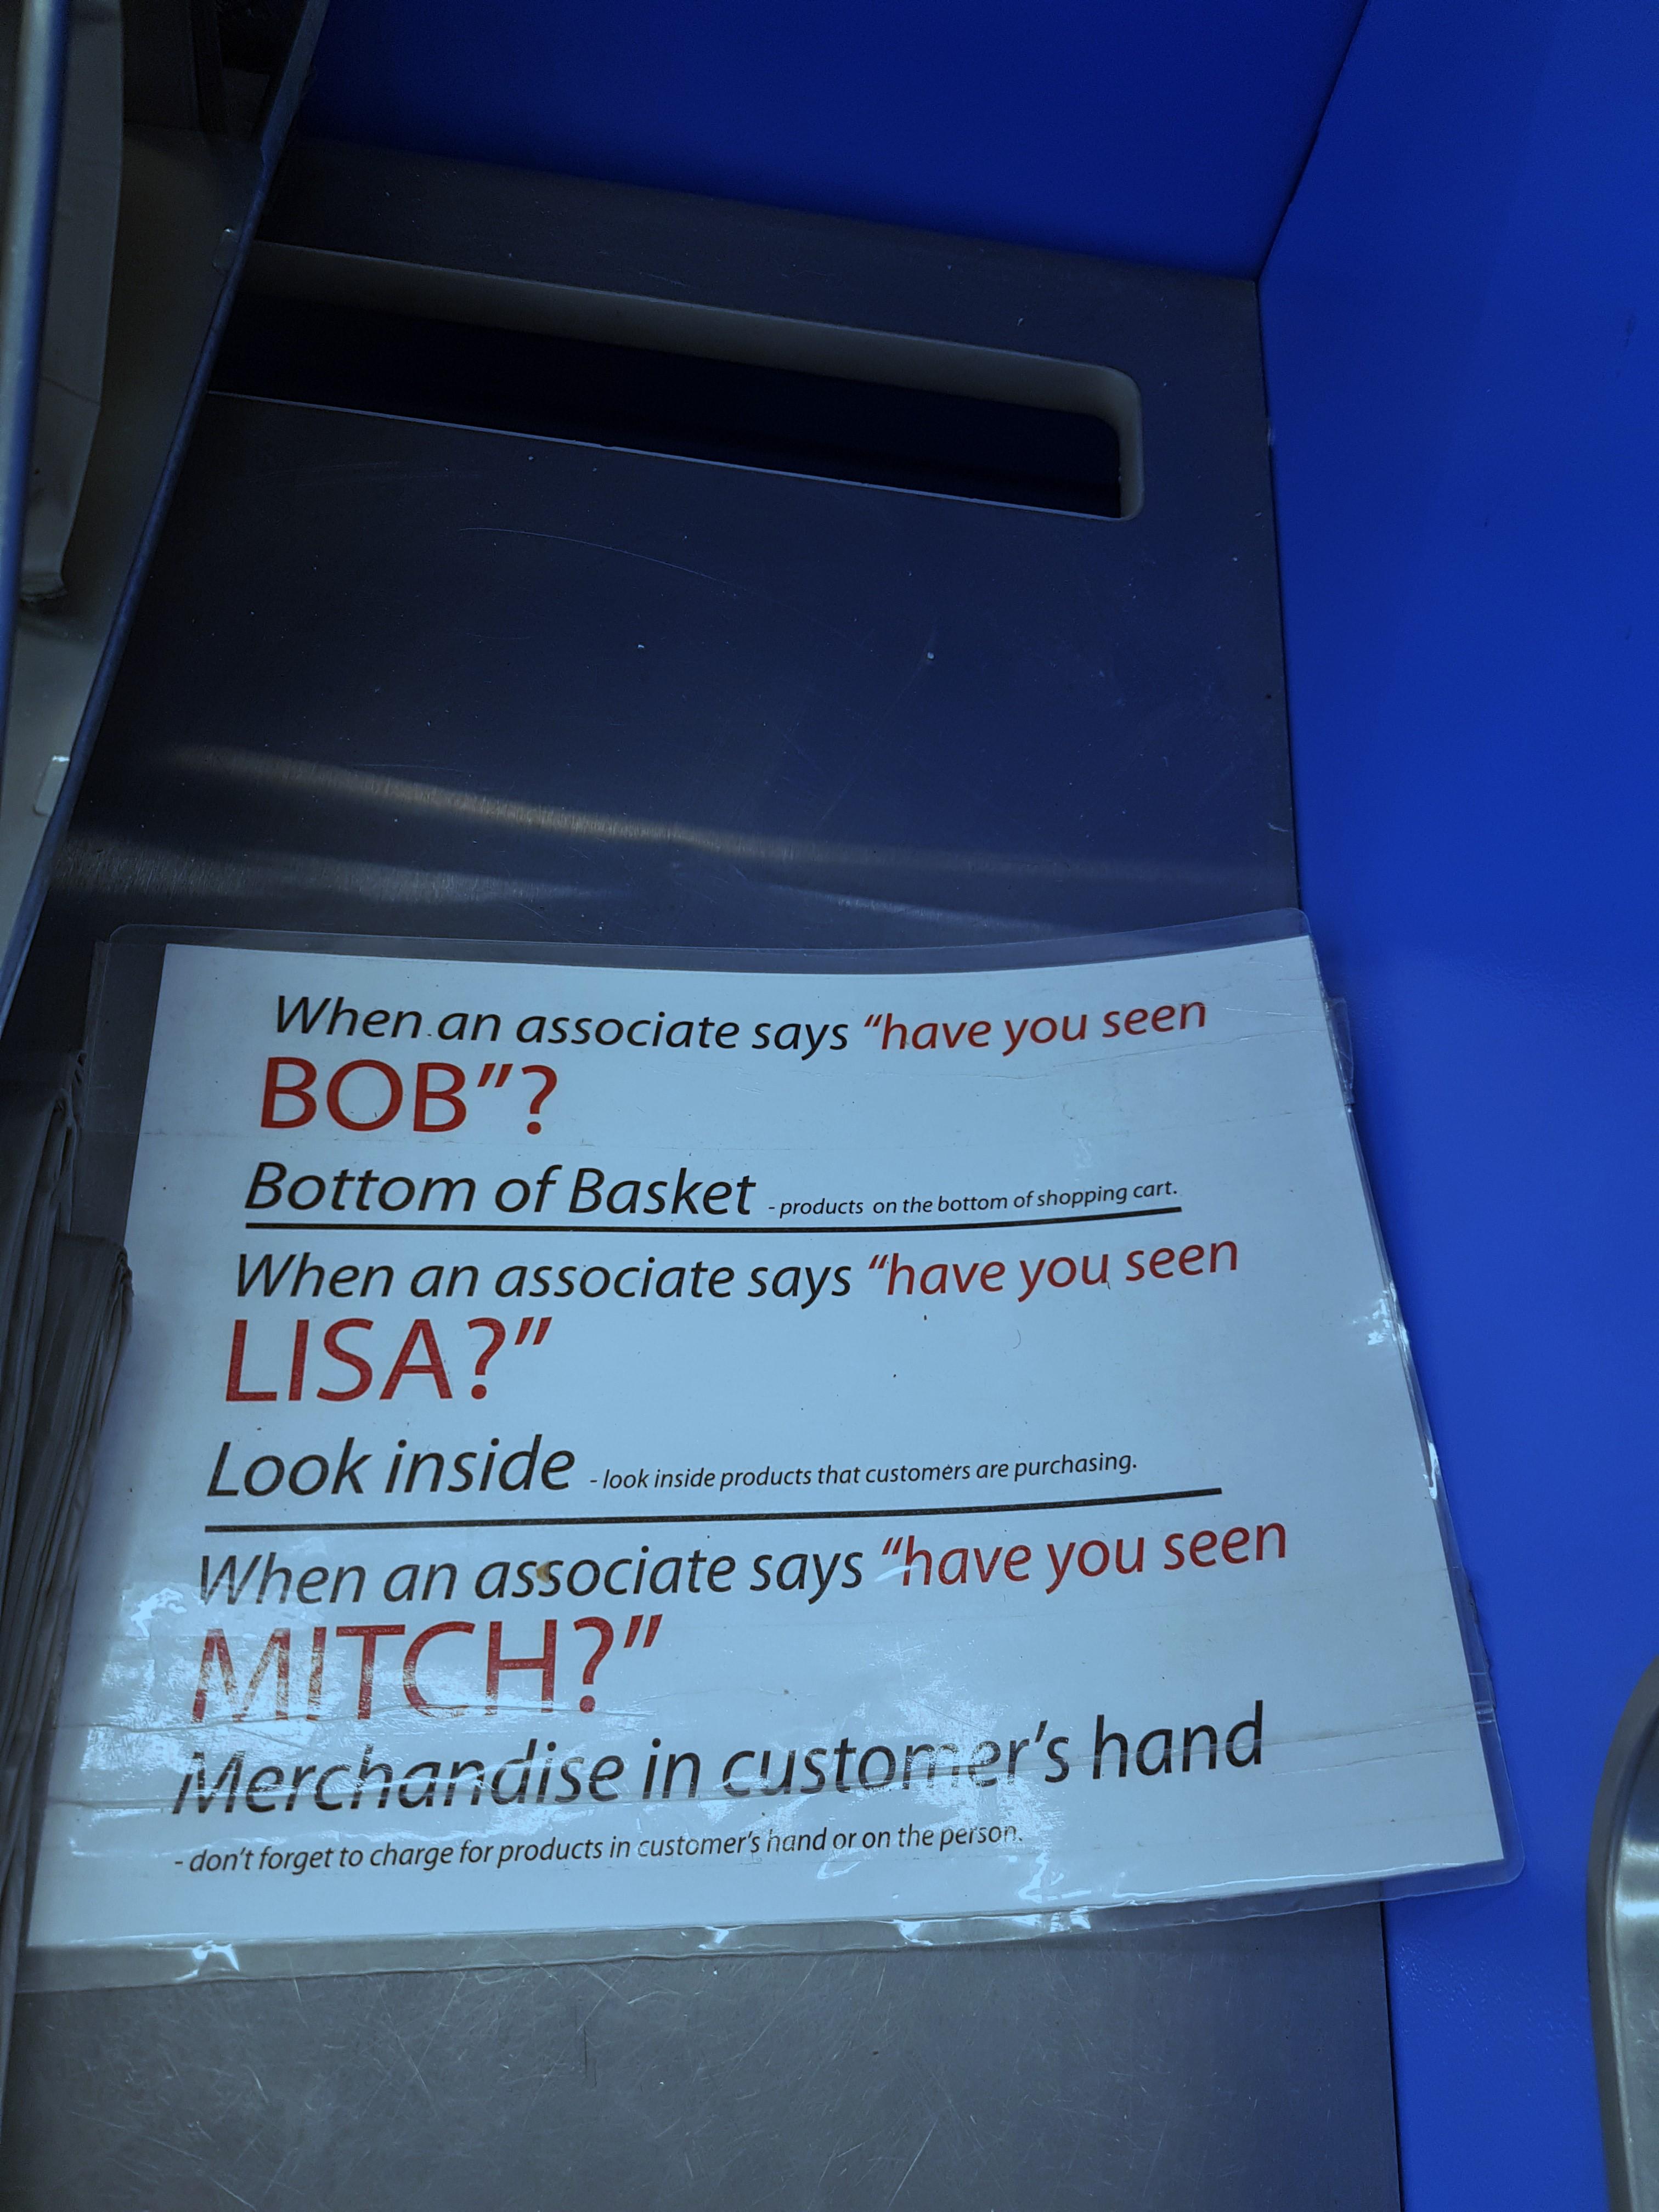 When an associate says “have you seen
BOB”?
Bottom of Basket - products on the bottom of shopping cart.
When an associate says “have you seen
LISA?”
Look inside - look inside products that customers are purchasing.
When an associate says “have you seen
MITCH?”
Merchandise in customer’s hand
- don’t forget to charge for products in customer’s hand or on the person.